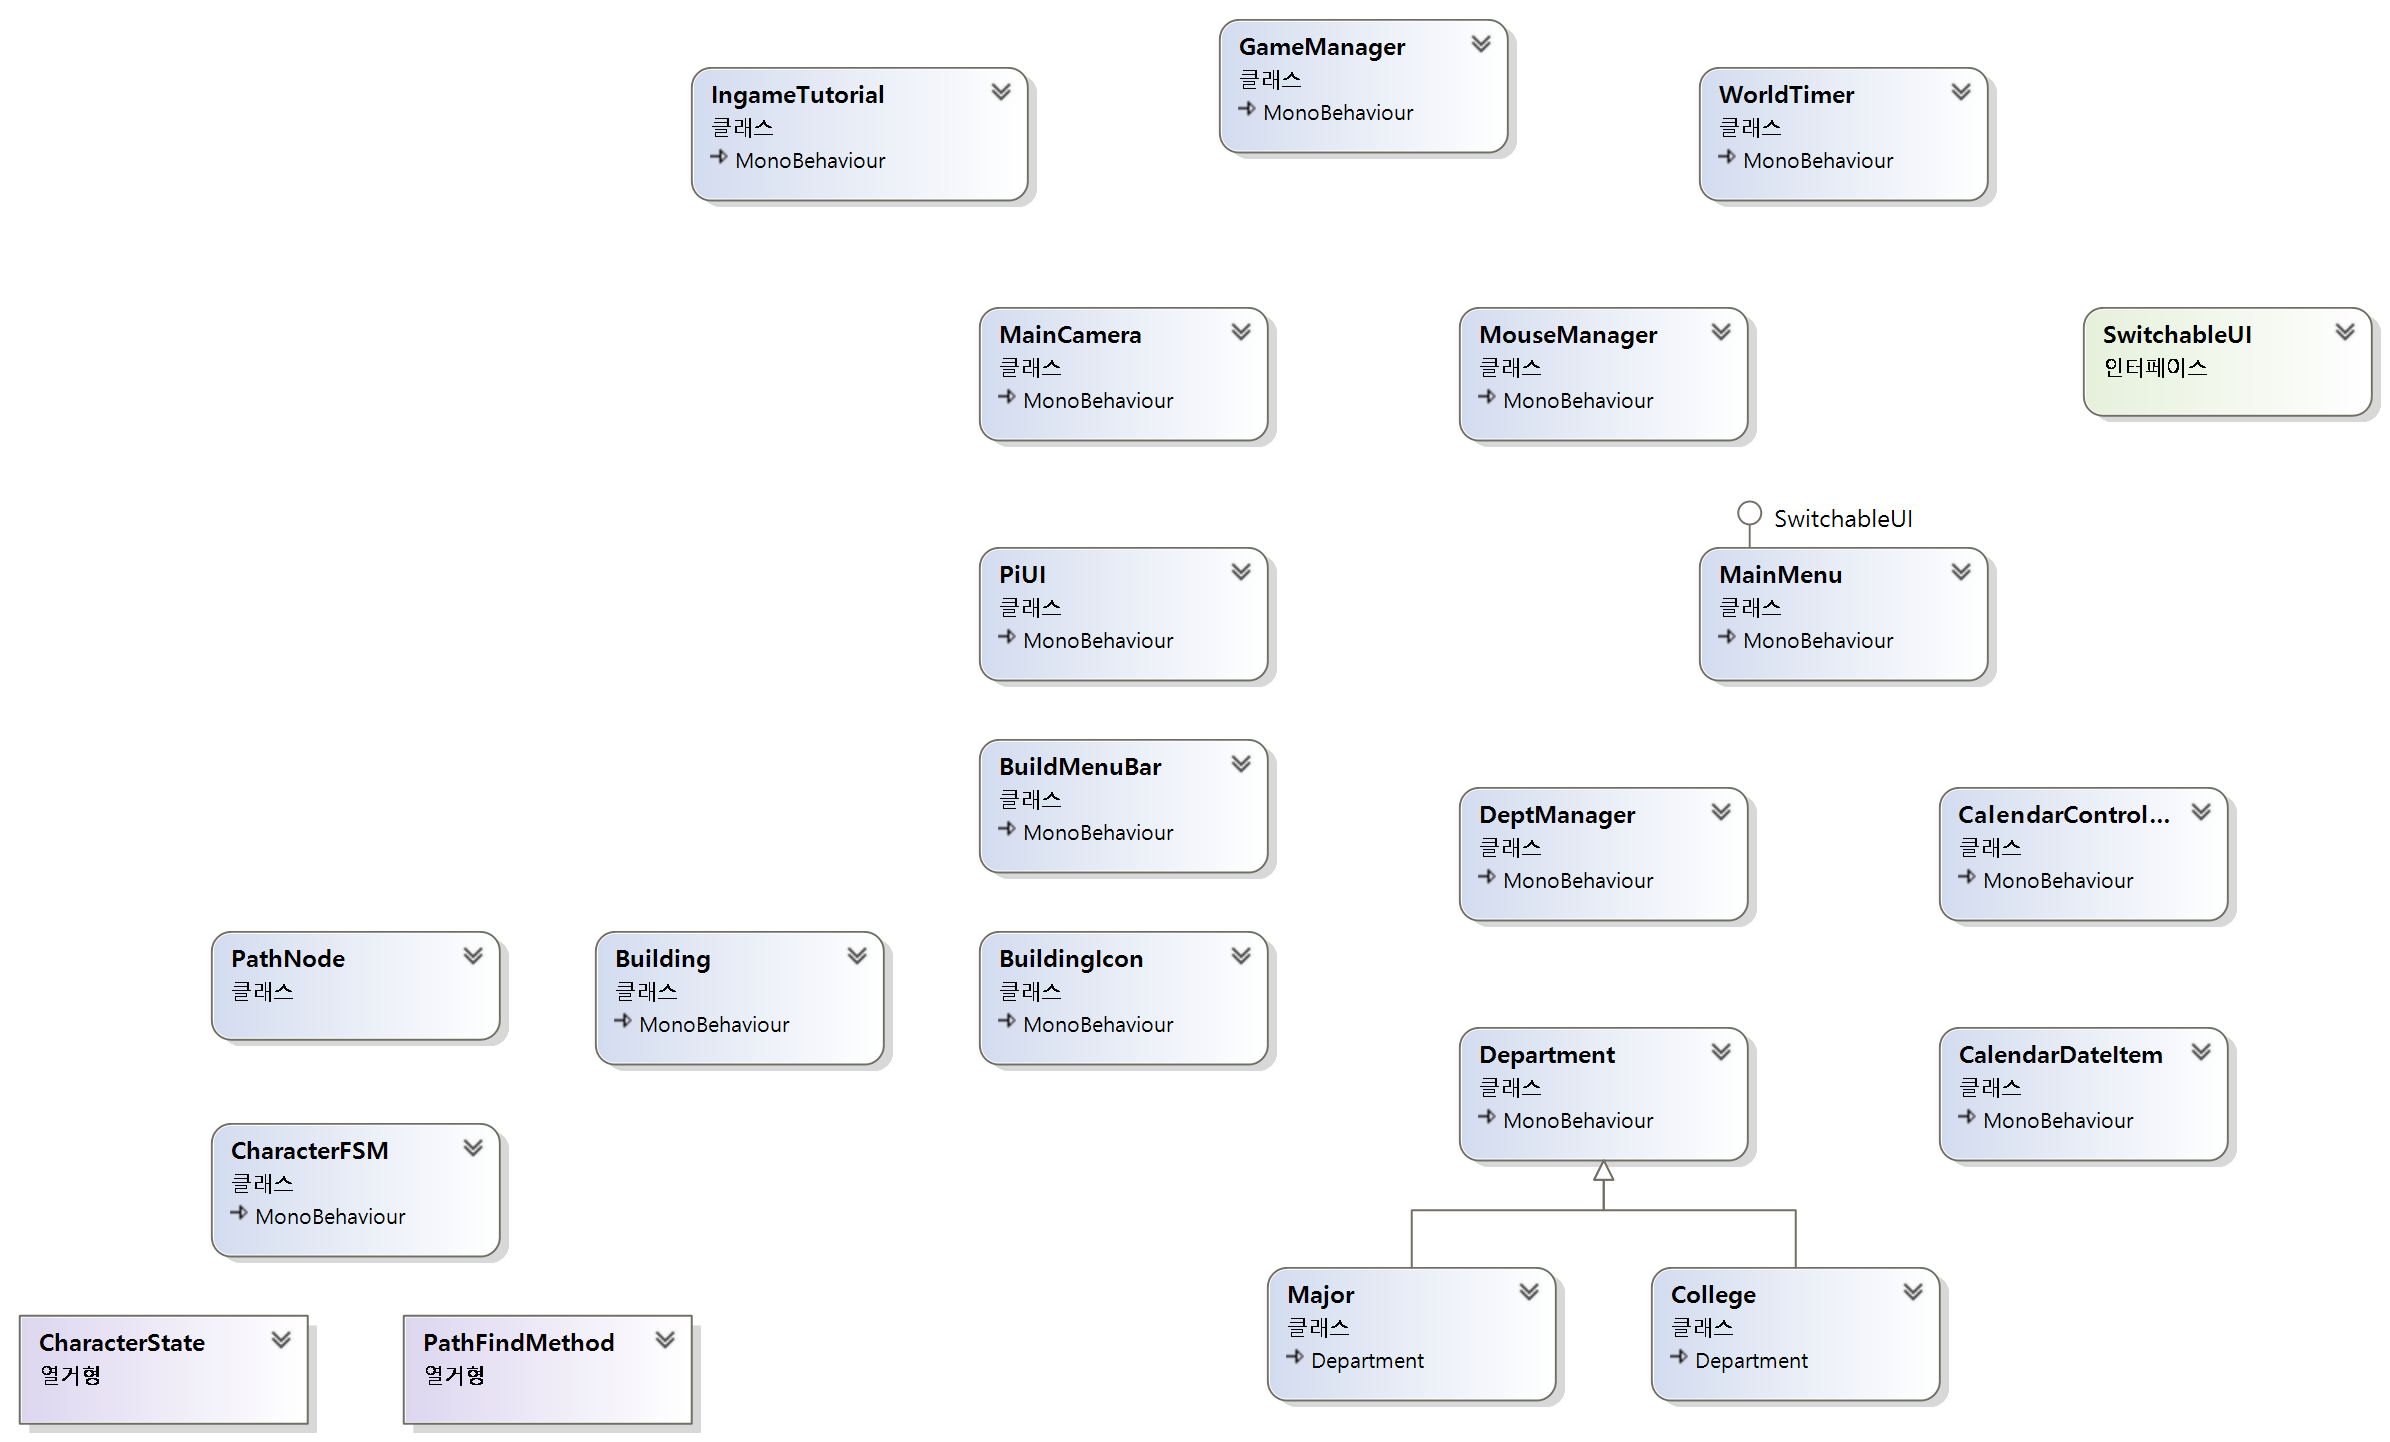 GameManager
클래스
MonoBehaviour
IngameTutorial
클래스
MonoBehaviour
WorldTimer
클래스
MonoBehaviour
MainCamera
클래스
MonoBehaviour
MouseManager
클래스
MonoBehaviour
SwitchableUI
인터페이스
SwitchableUI
PiUI
클래스
MonoBehaviour
MainMenu
클래스
MonoBehaviour
BuildMenuBar
클래스
MonoBehaviour
DeptManager
클래스
MonoBehaviour
CalendarControl...
클래스
MonoBehaviour
PathNode
클래스
Building
클래스
MonoBehaviour
BuildingIcon
클래스
MonoBehaviour
Department
클래스
MonoBehaviour
CalendarDateItem
클래스
MonoBehaviour
CharacterFSM
클래스
MonoBehaviour
Major
클래스
Department
College
클래스
Department
CharacterState
열거형
PathFindMethod
열거형